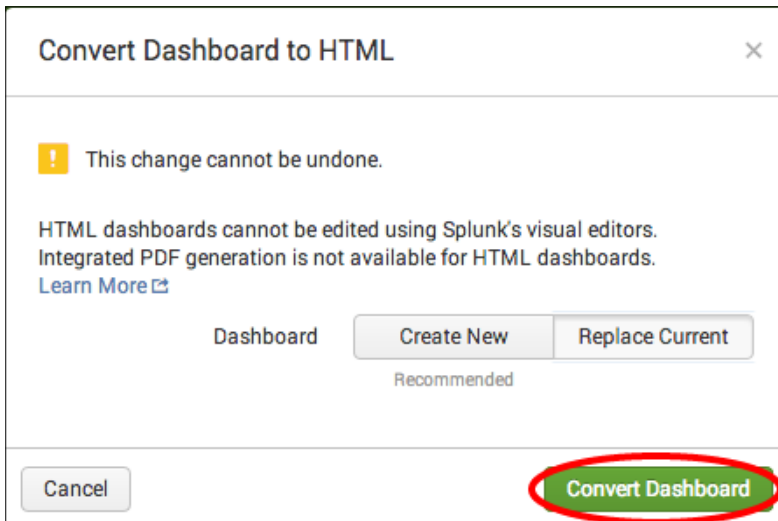 Convert Dashboard to HTML
This change cannot be undone.
HTML dashboards cannot be edited using Splunk's visual editors.
Integrated PDF generation is not available for HTML dashboards.
Learn More
Dashboard Create New Replace Current
Recommended
Cancel Convert Dashboard